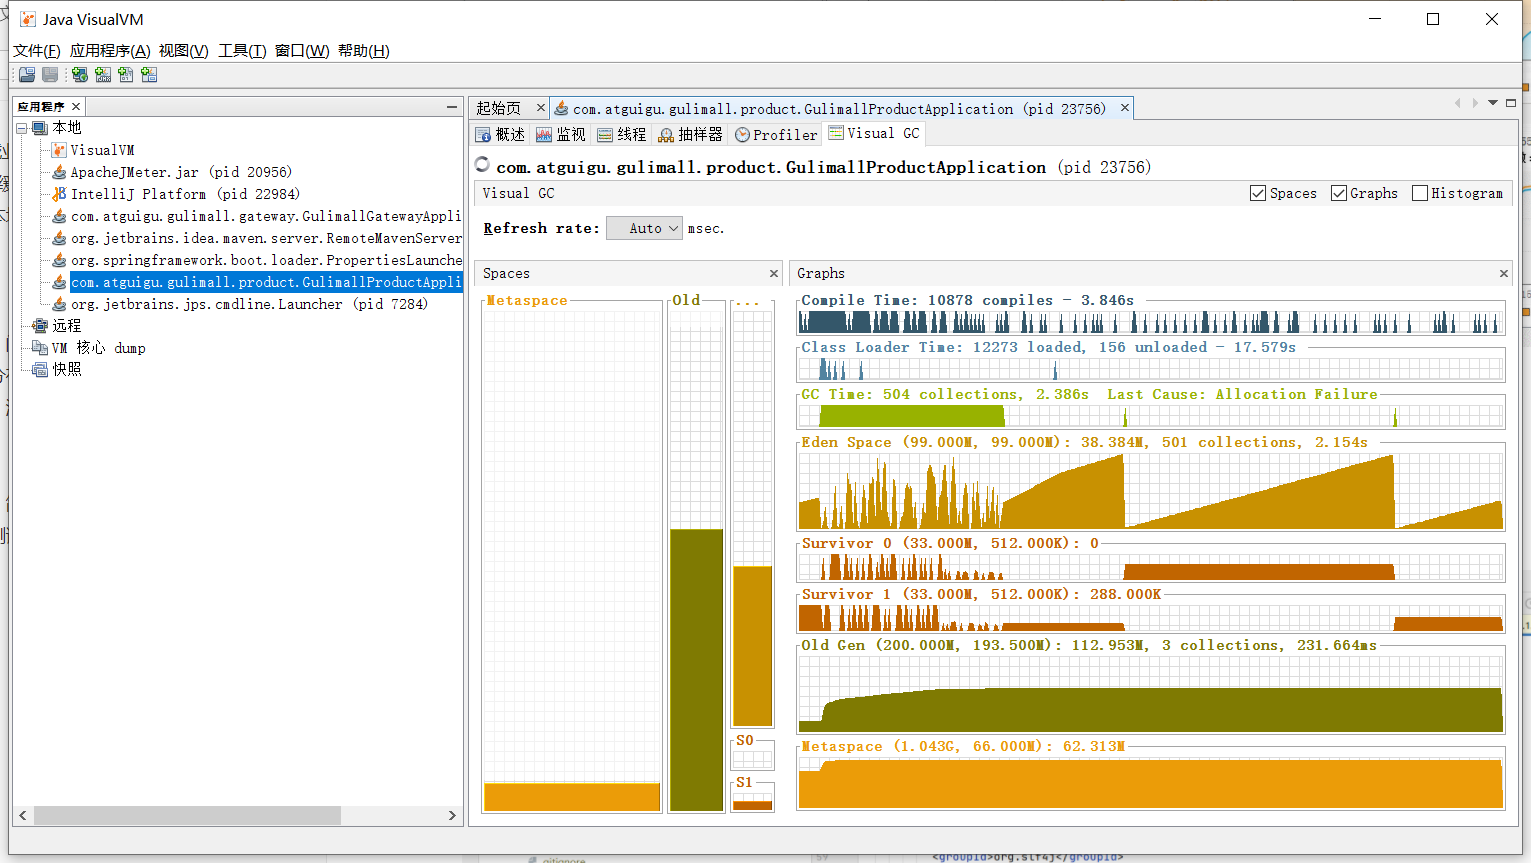 Java VisualVM
文件(F) 应用程序(A) 视图(V) 工具(T) 窗口(W) 帮助(H)
应用程序
本地
VisualVM
ApacheJMeter.jar (pid 20956)
IntelliJ Platform (pid 22984)
com.atguigu.gulimall.gateway.GulimallGatewayAppli
org.jetbrains.idea.maven.server.RemoteMavenServer
org.springframework.boot.loader.PropertiesLaunche
com.atguigu.gulimall.product.GulimallProductAppli
org.jetbrains.jps.cmdline.Launcher (pid 7284)
远程
VM 核心 dump
快照
起始页 com.atguigu.gulimall.product.GulimallProductApplication (pid 23756)
概述 监视 线程 抽样器 Profiler Visual GC
com.atguigu.gulimall.product.GulimallProductApplication (pid 23756)
Visual GC Spaces Graphs Histogram
Refresh rate: Auto msec.
Spaces
Metaspace
Old
...
S0
S1
Graphs
Compile Time: 10878 compiles - 3.846s
Class Loader Time: 12273 loaded, 156 unloaded - 17.579s
GC Time: 504 collections, 2.386s Last Cause: Allocation Failure
Eden Space (99.000M, 99.000M): 38.384M, 501 collections, 2.154s
Survivor 0 (33.000M, 512.000K): 0
Survivor 1 (33.000M, 512.000K): 288.000K
Old Gen (200.000M, 193.500M): 112.953M, 3 collections, 231.664ms
Metaspace (1.043G, 66.000M): 62.313M
.gitignore
59
<groupId>org.slf4j</groupId>